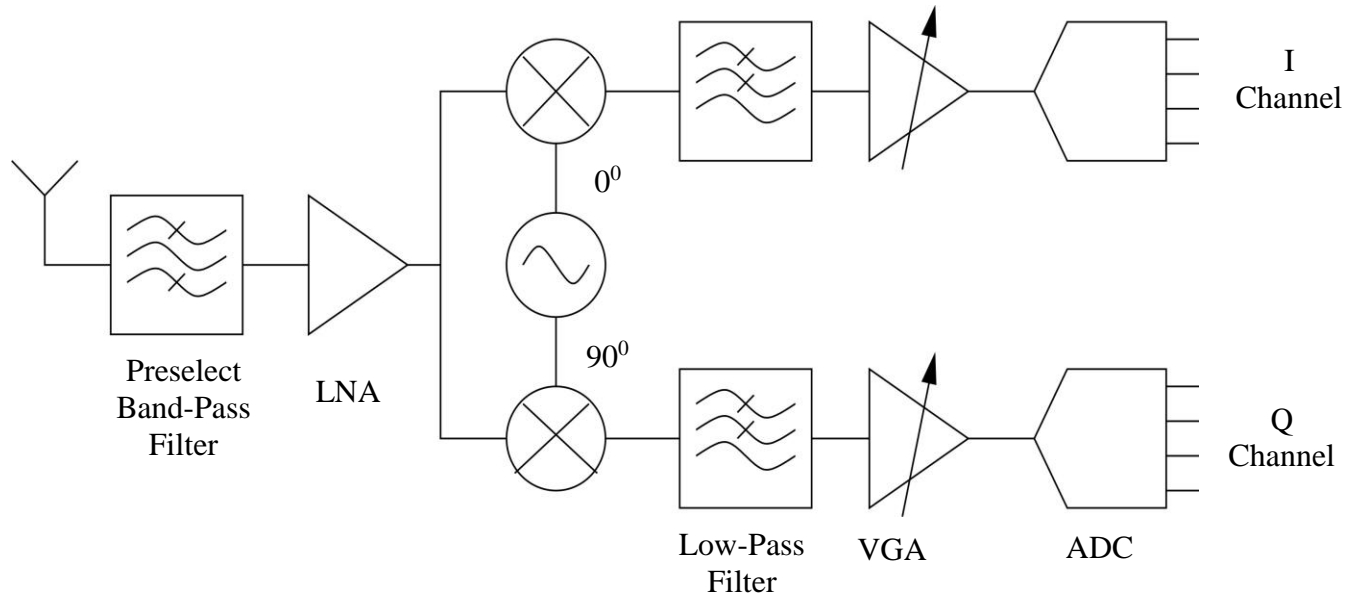 I
Channel
0⁰
90⁰
Preselect
Band-Pass
Filter
LNA
Q
Channel
Low-Pass
Filter
VGA
ADC